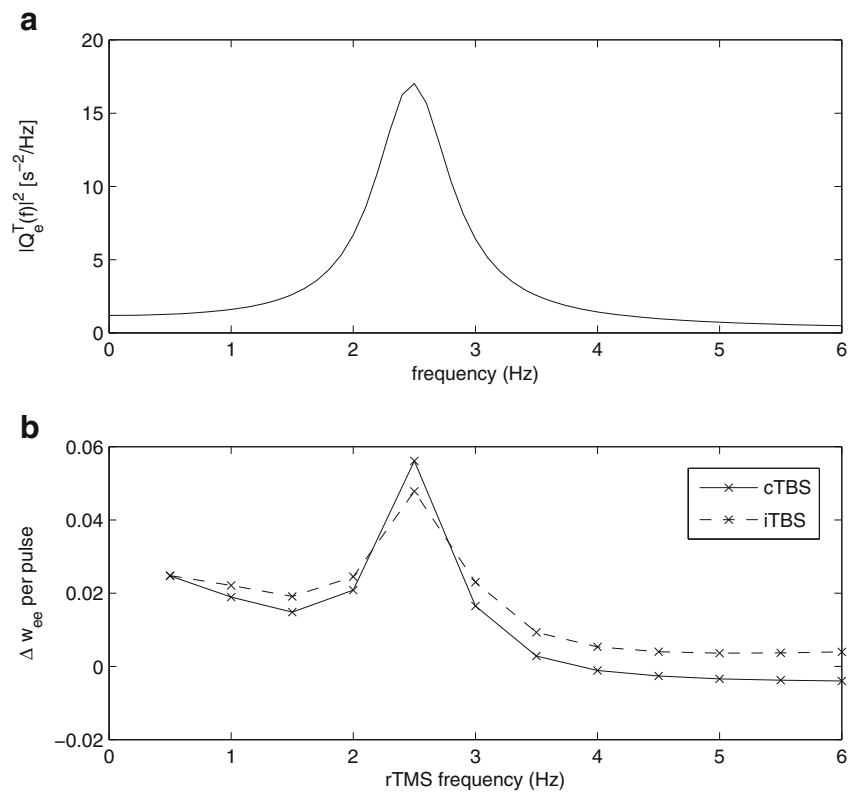 a
20
15
10
5
0
|Q_e^T(f)|² [s⁻²/Hz]
0 1 2 3 4 5 6
frequency (Hz)
b
0.06
0.04
0.02
0
−0.02
Δ w_ee per pulse
cTBS
iTBS
0 1 2 3 4 5 6
rTMS frequency (Hz)